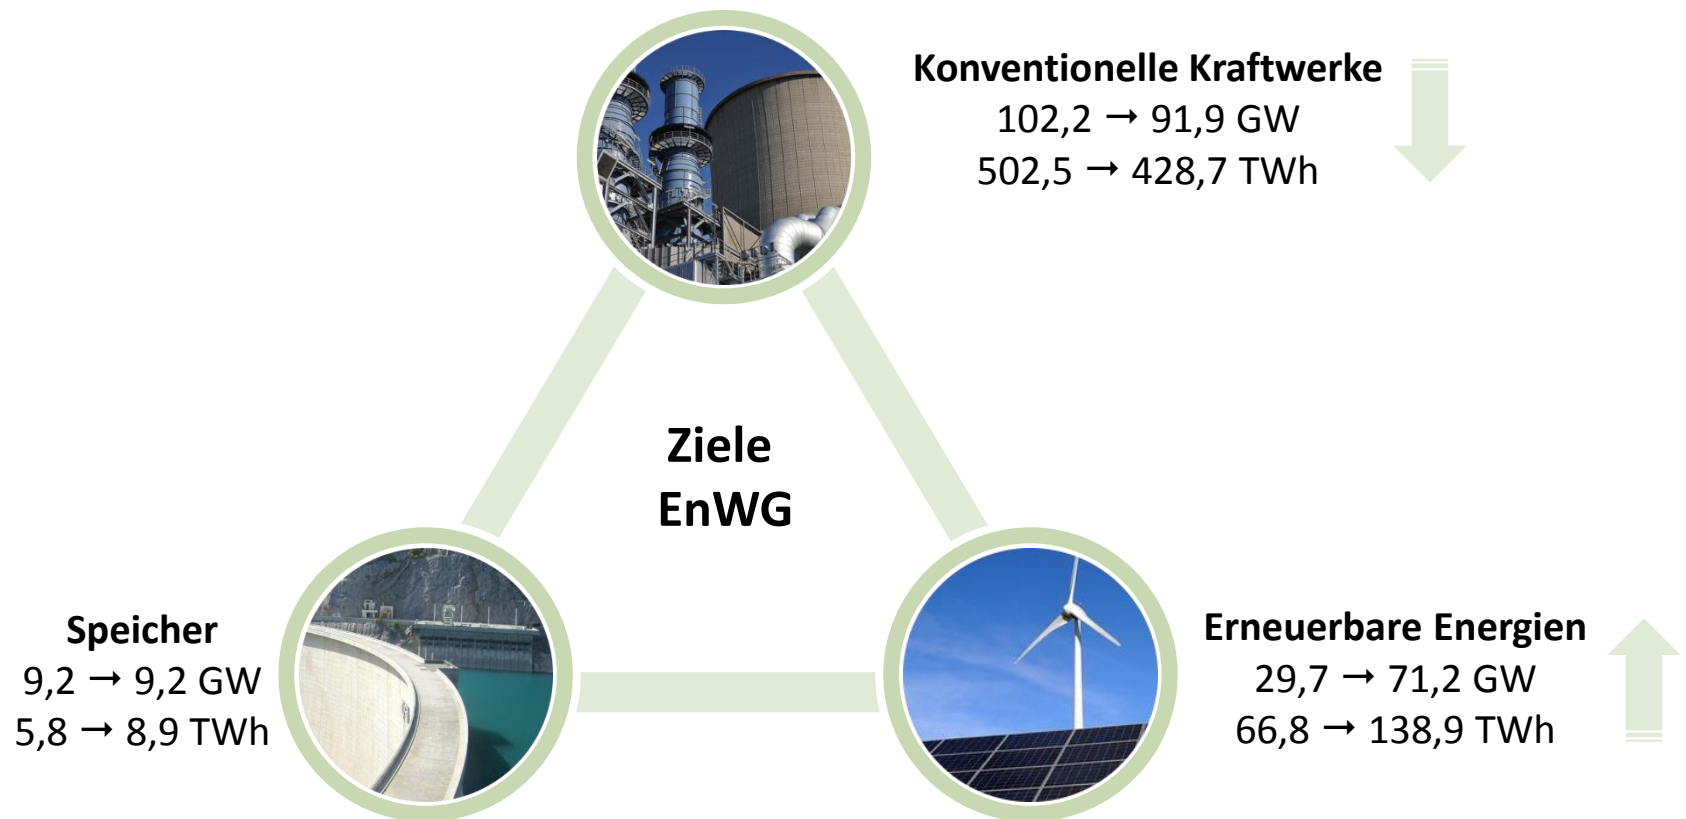 Konventionelle Kraftwerke
102,2 → 91,9 GW
502,5 → 428,7 TWh
Ziele
EnWG
Speicher
9,2 → 9,2 GW
5,8 → 8,9 TWh
Erneuerbare Energien
29,7 → 71,2 GW
66,8 → 138,9 TWh